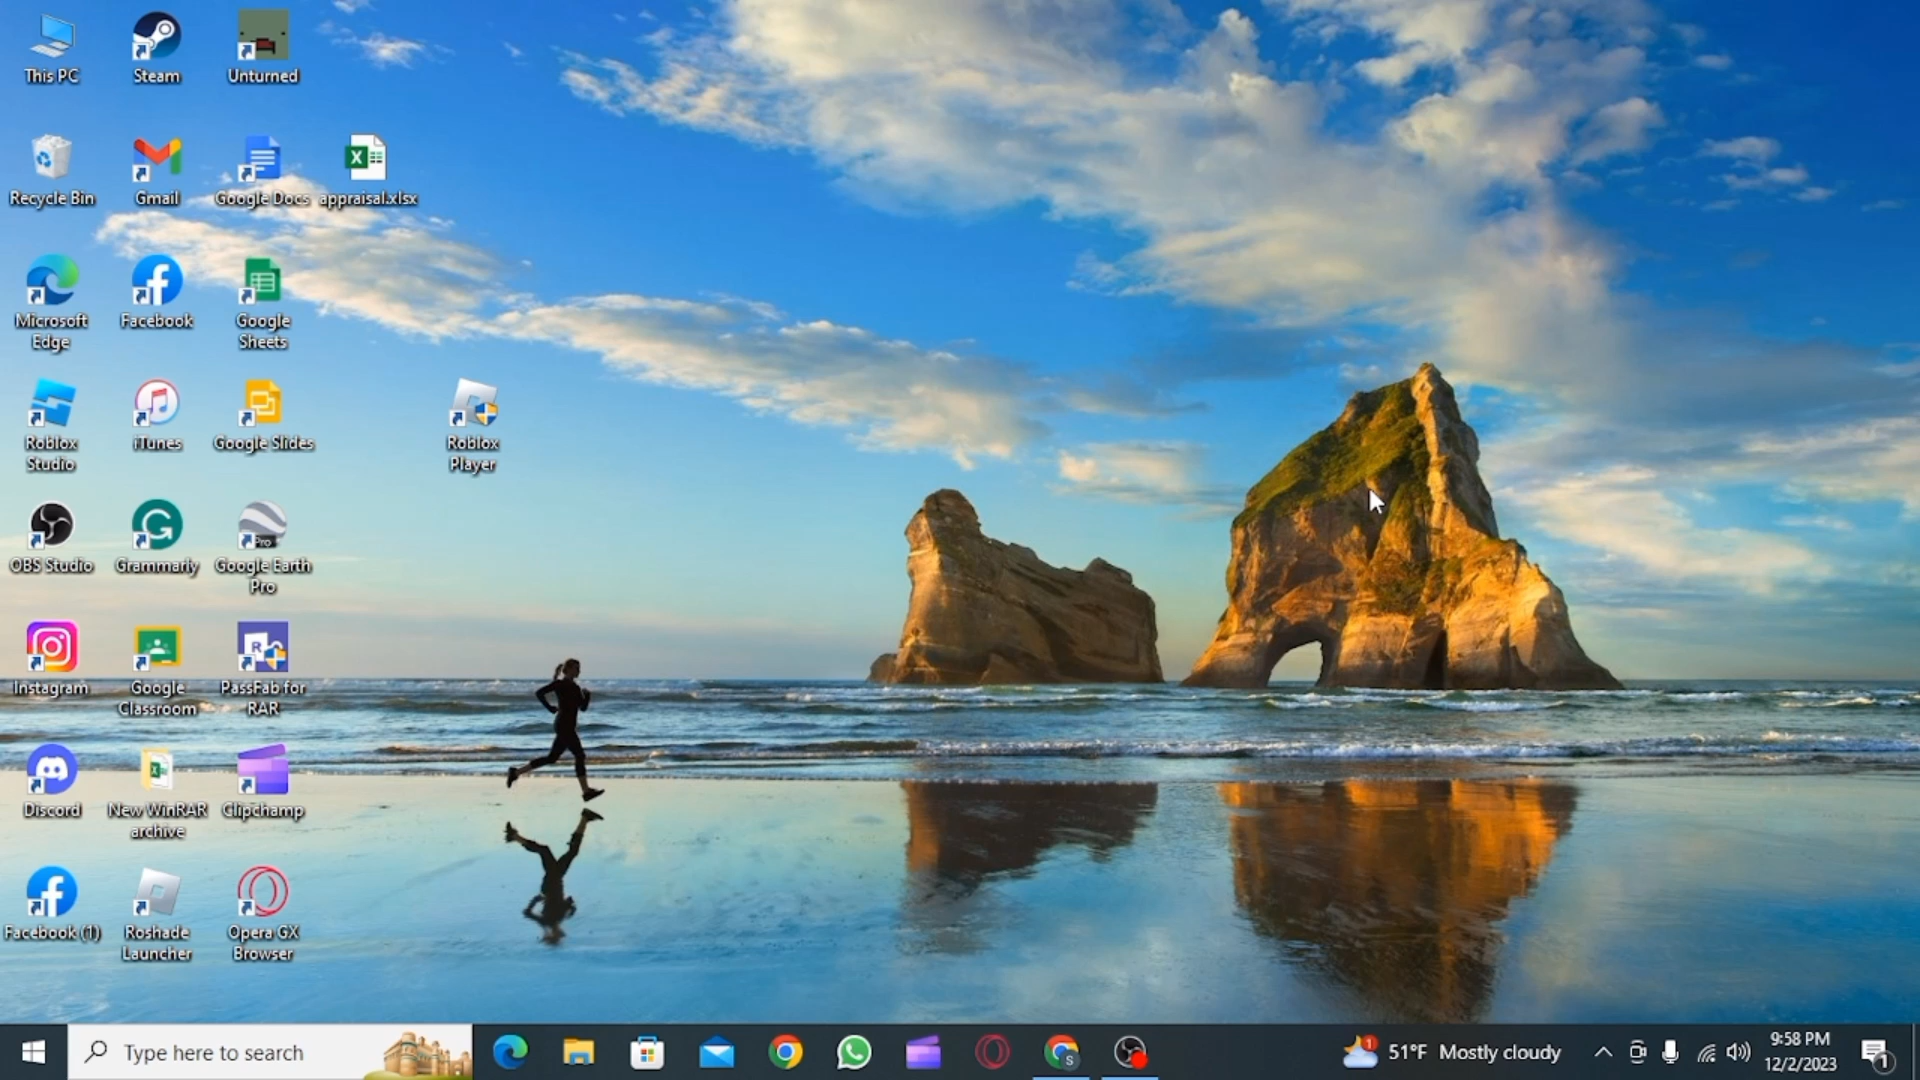 This PC
Steam
Unturned
Recycle Bin
Gmail
Google Docs
appraisal.xlsx
Microsoft
Edge
Facebook
Google
Sheets
Roblox
Studio
iTunes
Google Slides
Roblox
Player
OBS Studio
Grammarly
Pro
Google Earth
Pro
Instagram
Google
Classroom
PassFab for
RAR
Discord
New WinRAR
archive
Clipchamp
Facebook (1)
Roshade
Launcher
Opera GX
Browser
Type here to search
S
1
51°F Mostly cloudy
9:58 PM
12/2/2023
1